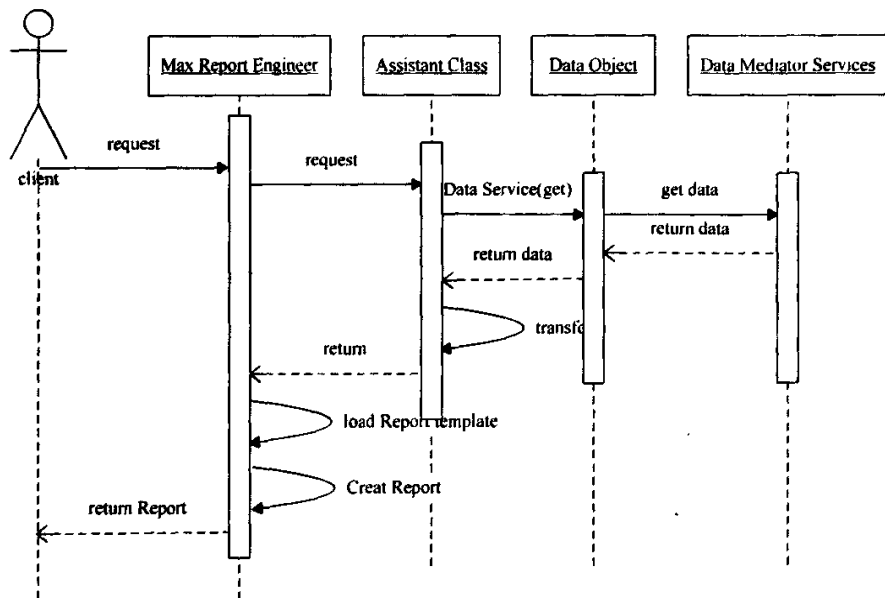 Max Report Engineer
Assistant Class
Data Object
Data Mediator Services
request
client
request
Data Service(get)
get data
return data
return data
transfo
return
load Report template
Creat Report
return Report